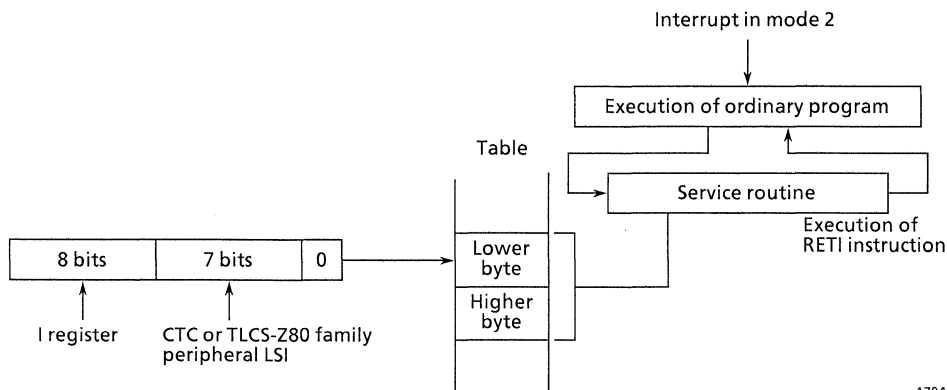 Interrupt in mode 2
Execution of ordinary program
Table
Service routine
Execution of
RETI instruction
8 bits
7 bits
0
Lower
byte
Higher
byte
I register
CTC or TLCS-Z80 family
peripheral LSI